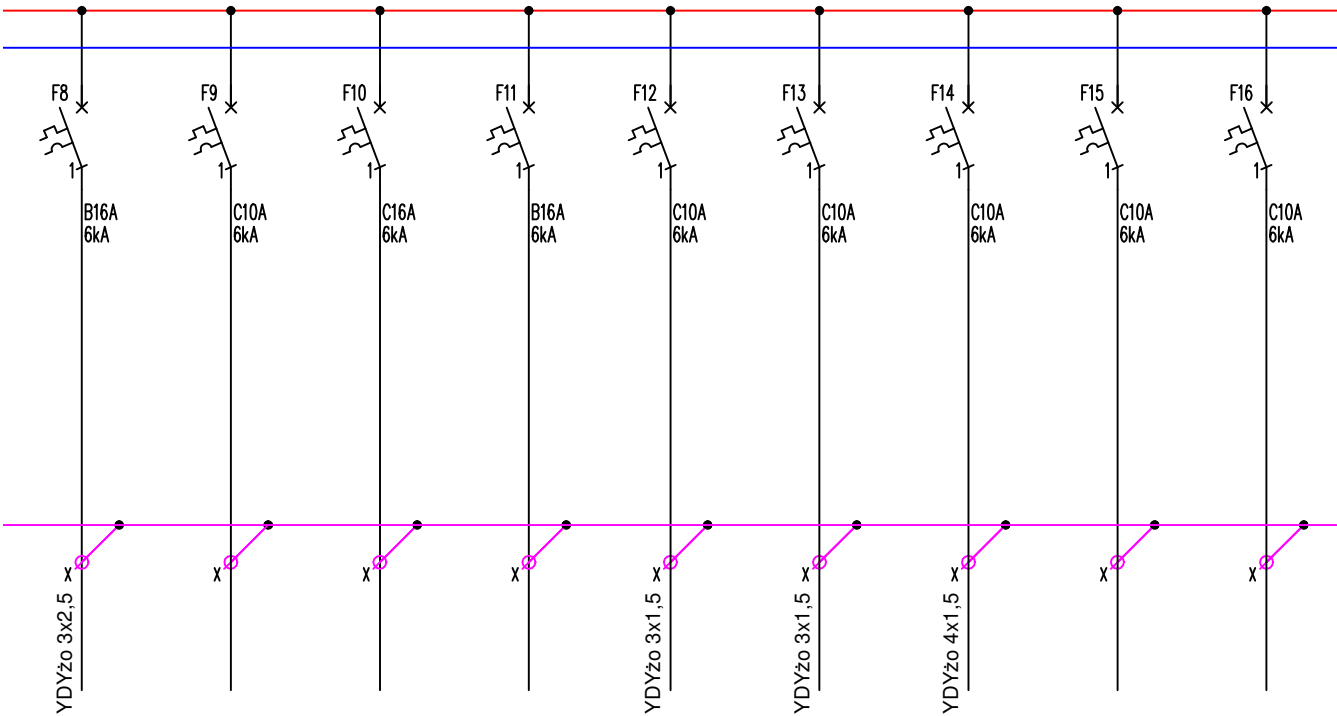 F8
F9
F10
F11
F12
F13
F14
F15
F16
1
1
1
1
1
1
1
1
1
B16A
6kA
C10A
6kA
C16A
6kA
B16A
6kA
C10A
6kA
C10A
6kA
C10A
6kA
C10A
6kA
C10A
6kA
X
X
X
X
X
X
X
X
X
YDYżo 3x2,5
YDYżo 3x1,5
YDYżo 3x1,5
YDYżo 4x1,5